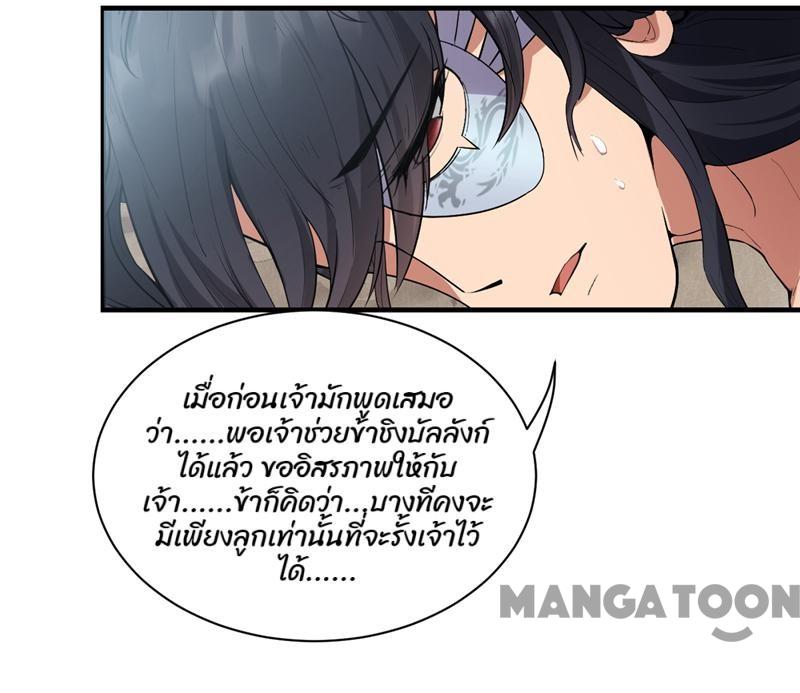 เมื่อก่อนเจ้ามักพูดเสมอ
ว่า......พอเจ้าช่วยข้าชิงบัลลังก์
ได้แล้ว ขออิสรภาพให้กับ
เจ้า......ข้าก็คิดว่า...บางทีคงจะ
มีเพียงลูกเท่านั้นที่จะรั้งเจ้าไว้
ได้......
MANGATOON